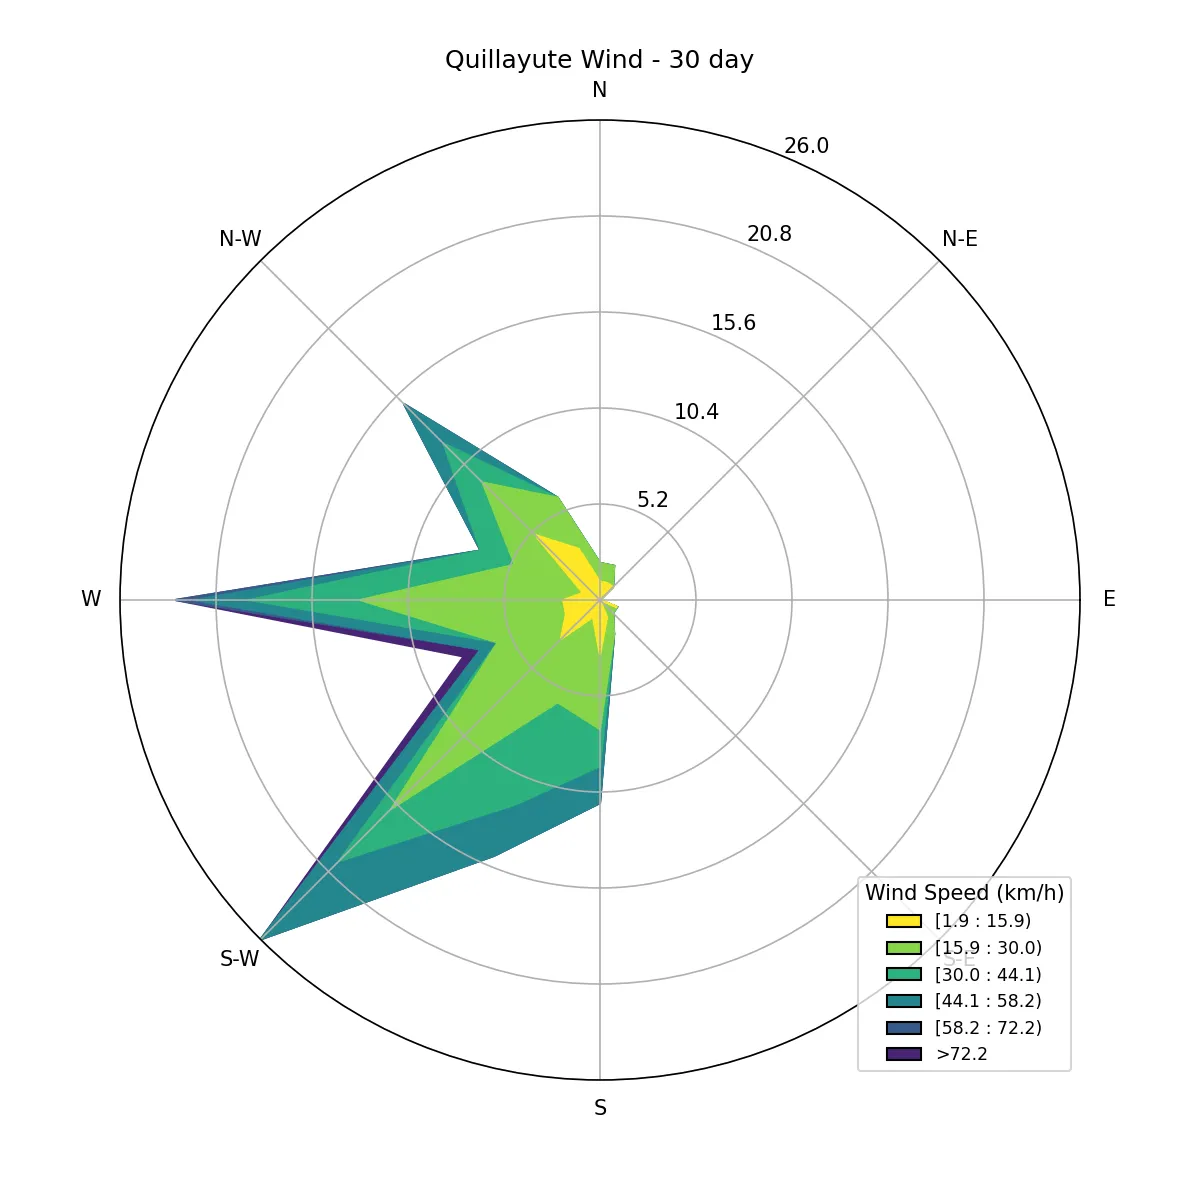 Quillayute Wind - 30 day
N
26.0
N-W
N-E
20.8
15.6
10.4
5.2
W
E
Wind Speed (km/h)
[1.9 : 15.9)
[15.9 : 30.0)
S-W
S-E
[30.0 : 44.1)
[44.1 : 58.2)
[58.2 : 72.2)
>72.2
S